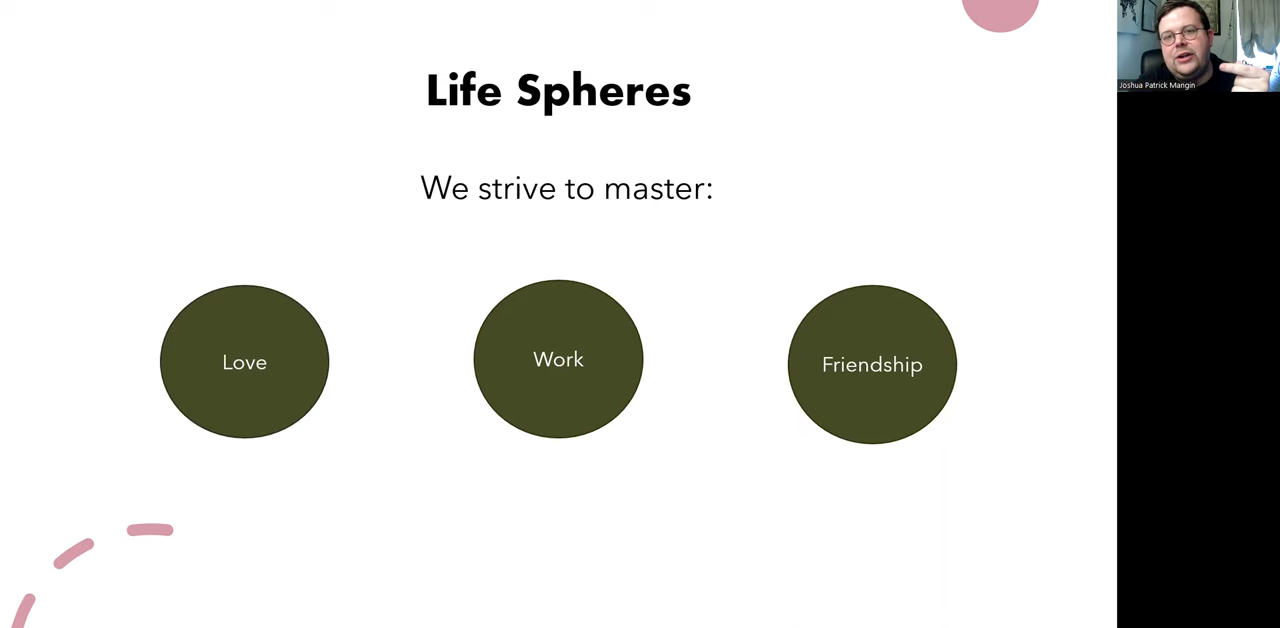 Life Spheres
We strive to master:
Love
Work
Friendship
Joshua Patrick Mangin